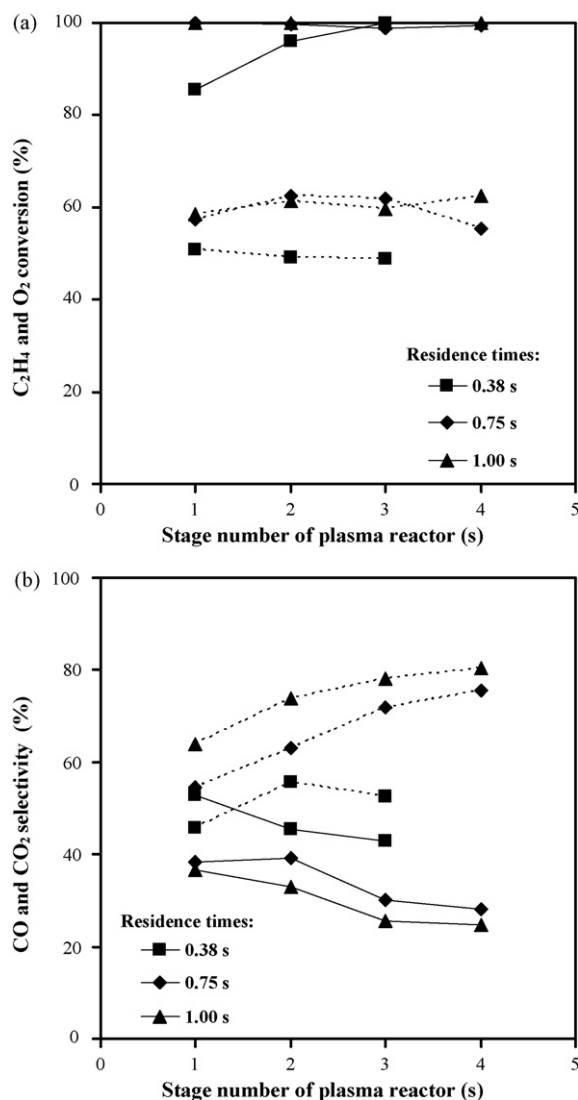 (a)
100
80
60
40
20
0
C₂H₄ and O₂ conversion (%)
Residence times:
0.38 s
0.75 s
1.00 s
0 1 2 3 4 5
Stage number of plasma reactor (s)
(b)
100
80
60
40
20
0
CO and CO₂ selectivity (%)
Residence times:
0.38 s
0.75 s
1.00 s
0 1 2 3 4 5
Stage number of plasma reactor (s)